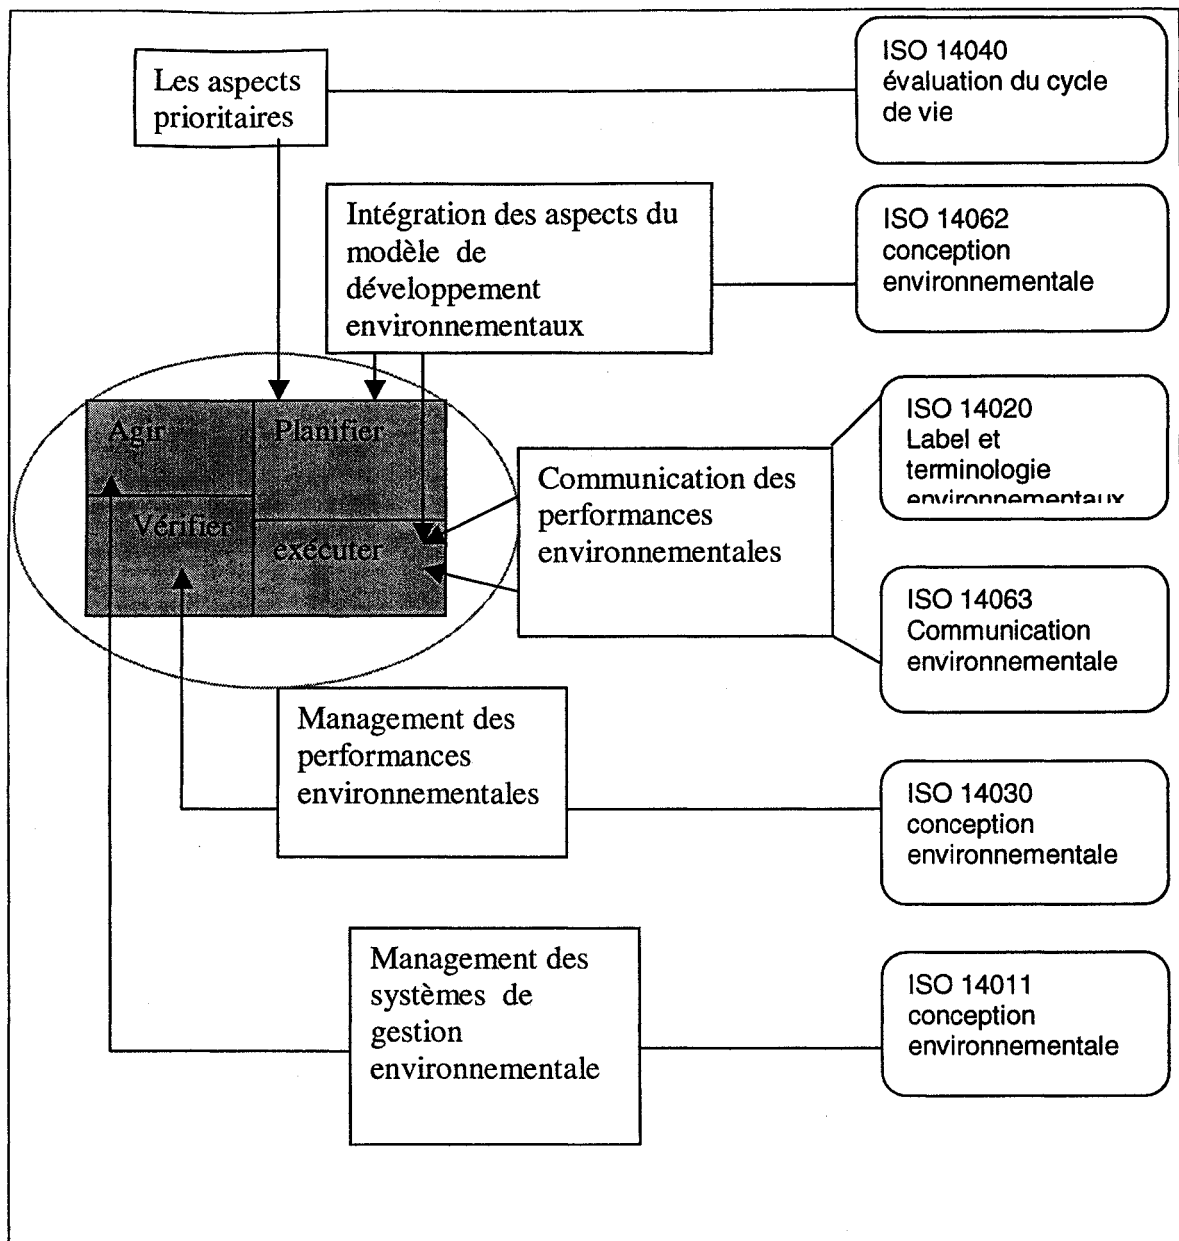 Les aspects
prioritaires
ISO 14040
évaluation du cycle
de vie
Intégration des aspects du
modèle de
développement
environnementaux
ISO 14062
conception
environnementale
Agir
Planifier
Vérifier
exécuter
Communication des
performances
environnementales
ISO 14020
Label et
terminologie
environnementaux
ISO 14063
Communication
environnementale
Management des
performances
environnementales
ISO 14030
conception
environnementale
Management des
systèmes de
gestion
environnementale
ISO 14011
conception
environnementale